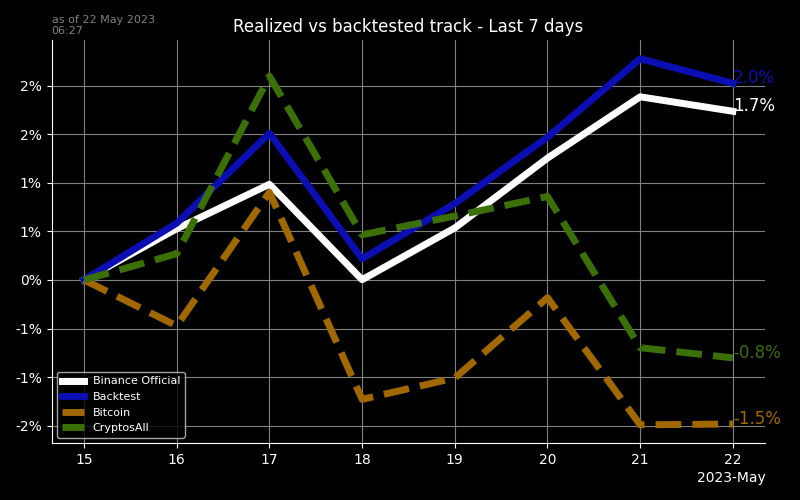 as of 22 May 2023
06:27
Realized vs backtested track - Last 7 days
2%
2%
1%
1%
0%
-1%
-1%
-2%
2.0%
1.7%
-0.8%
-1.5%
Binance Official
Backtest
Bitcoin
CryptosAll
15 16 17 18 19 20 21 22
2023-May